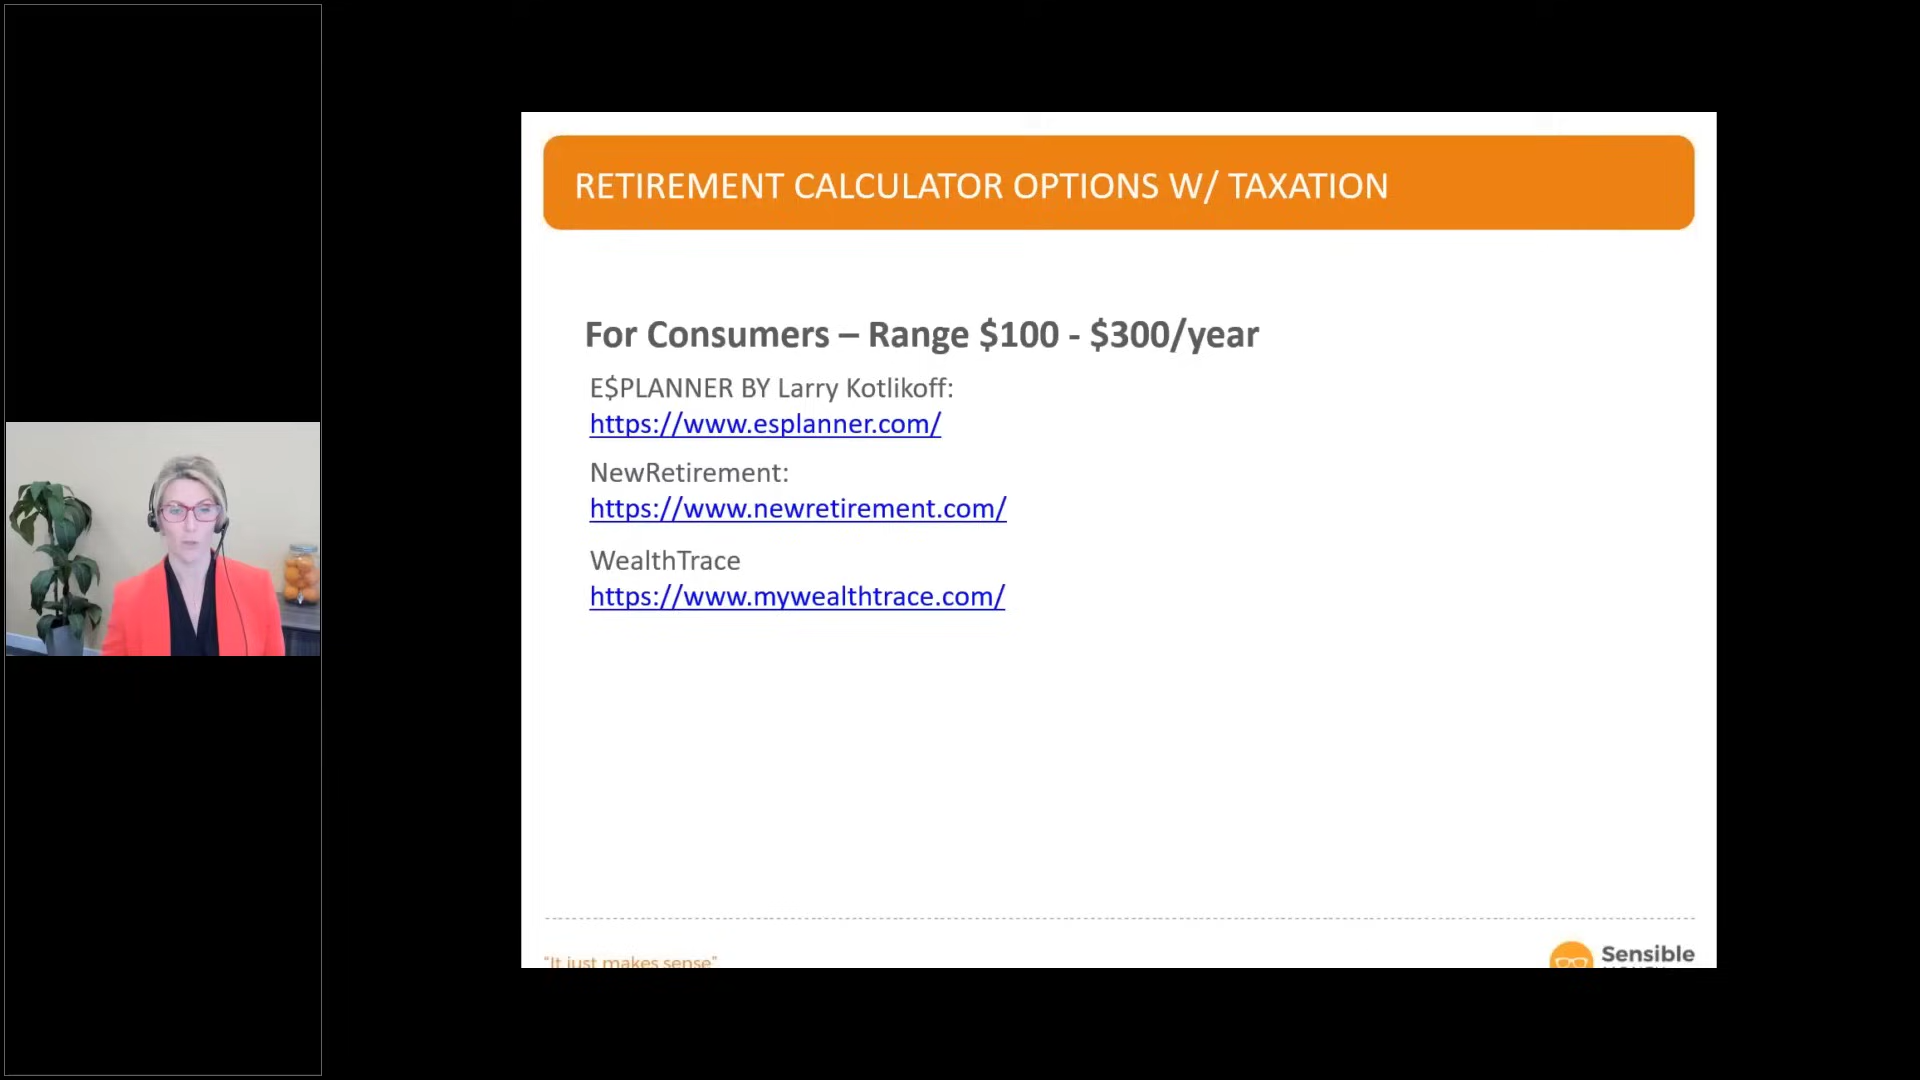 RETIREMENT CALCULATOR OPTIONS W/ TAXATION
For Consumers – Range $100 - $300/year
E$PLANNER BY Larry Kotlikoff:
https://www.esplanner.com/
NewRetirement:
https://www.newretirement.com/
WealthTrace
https://www.mywealthtrace.com/
“It just makes sense”
Sensible